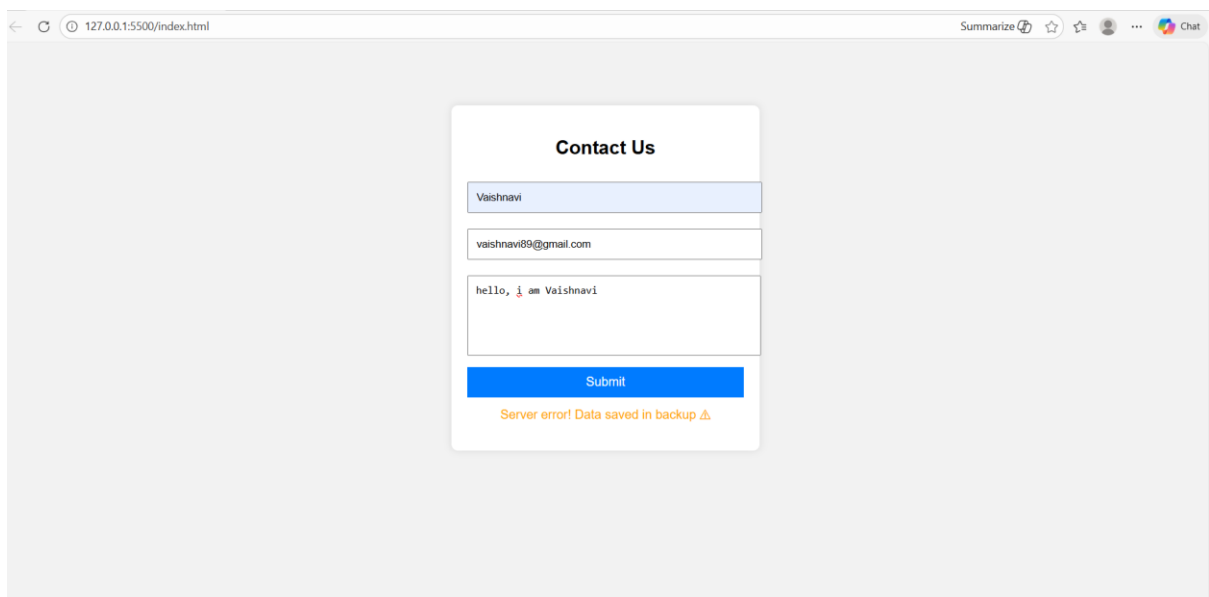 127.0.0.1:5500/index.html Summarize Chat
Contact Us
Vaishnavi
vaishnavi89@gmail.com
hello, i am Vaishnavi
Submit
Server error! Data saved in backup ⚠